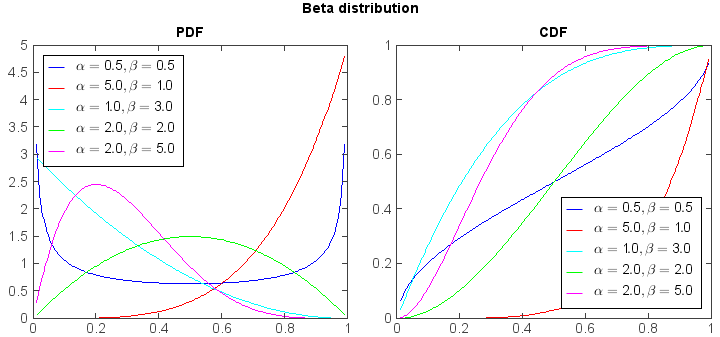 Beta distribution
PDF
5
4.5
4
3.5
3
2.5
2
1.5
1
0.5
0
0 0.2 0.4 0.6 0.8 1
α = 0.5, β = 0.5
α = 5.0, β = 1.0
α = 1.0, β = 3.0
α = 2.0, β = 2.0
α = 2.0, β = 5.0
CDF
1
0.8
0.6
0.4
0.2
0
0 0.2 0.4 0.6 0.8 1
α = 0.5, β = 0.5
α = 5.0, β = 1.0
α = 1.0, β = 3.0
α = 2.0, β = 2.0
α = 2.0, β = 5.0